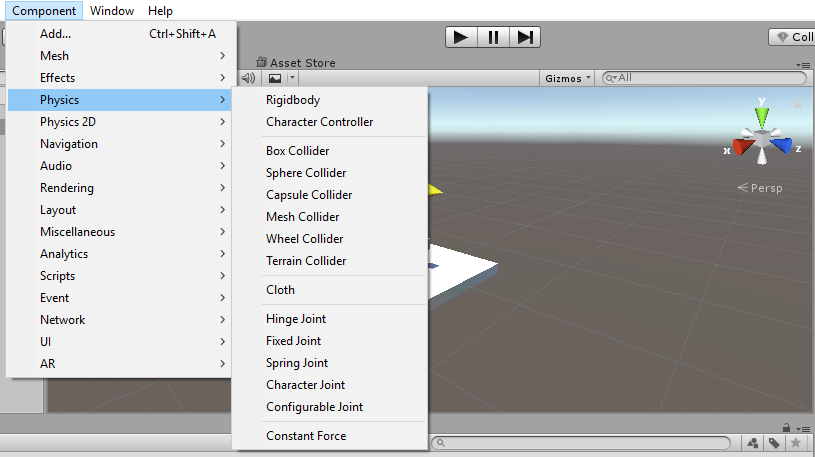 Component Window Help
Add... Ctrl+Shift+A
Mesh
Effects
Physics
Physics 2D
Navigation
Audio
Rendering
Layout
Miscellaneous
Analytics
Scripts
Event
Network
UI
AR
Rigidbody
Character Controller
Box Collider
Sphere Collider
Capsule Collider
Mesh Collider
Wheel Collider
Terrain Collider
Cloth
Hinge Joint
Fixed Joint
Spring Joint
Character Joint
Configurable Joint
Constant Force
Coll
Asset Store
Gizmos All
y
x z
Persp